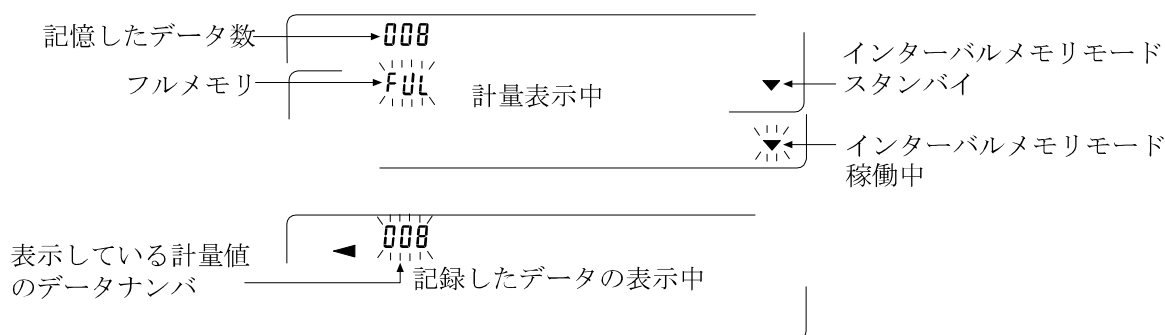 記憶したデータ数
008
フルメモリ
FUL
計量表示中
インターバルメモリモード
スタンバイ
インターバルメモリモード
稼働中
008
表示している計量値
のデータナンバ
記録したデータの表示中